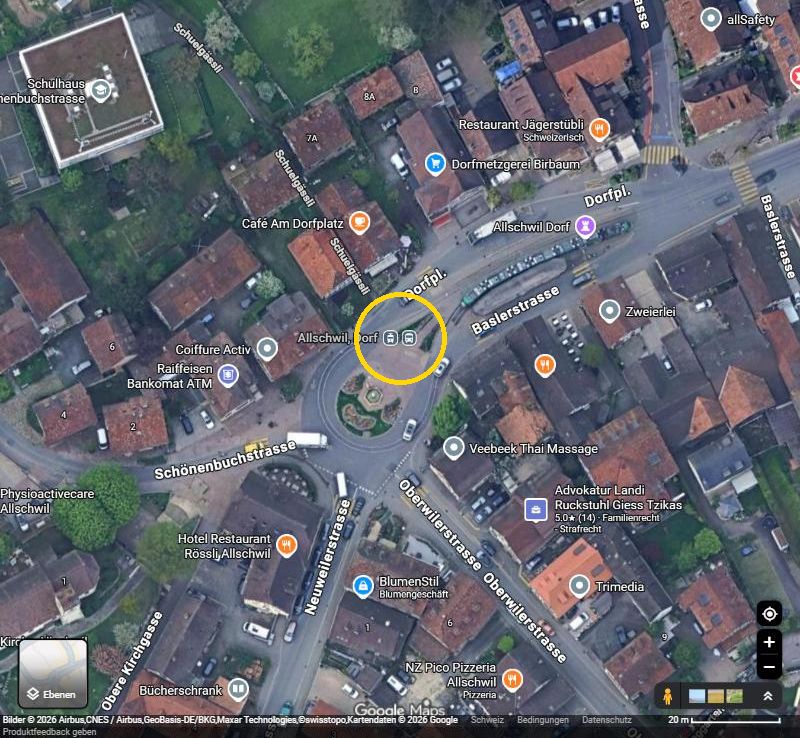 allSafety
Schuelgässli
Schülhaus
nenbuchstrasse
8
8A
Restaurant Jägerstübli
Schweizerisch
7A
Dorfmetzgerei Birbaum
Schuelgässli
Dorfpl.
Baslerstrasse
Café Am Dorfplatz
Allschwil Dorf
Schuelgässli
Dorfpl.
Baslerstrasse
Zweierlei
Allschwil, Dorf
6
Coiffure Activ
Raiffeisen
Bankomat ATM
4
2
Schönenbuchstrasse
Veebeek Thai Massage
Physioactivecare
Allschwil
Oberwilerstrasse
Advokatur Landi
Ruckstuhl Giess Tzikas
5.0★ (14) · Familienrecht
· Strafrecht
Neuweilerstrasse
Hotel Restaurant
Rössli Allschwil
1
BlumenStil
Blumengeschäft
Oberwilerstrasse
Trimedia
1
6
9
Obere Kirchgasse
NZ Pico Pizzeria
Allschwil
Pizzeria
Bücherschrank
Ebenen
Google Maps
Bilder © 2026 Airbus,CNES / Airbus,GeoBasis-DE/BKG,Maxar Technologies,©swisstopo,Kartendaten © 2026 Google Schweiz Bedingungen Datenschutz 20 m
Produktfeedback geben